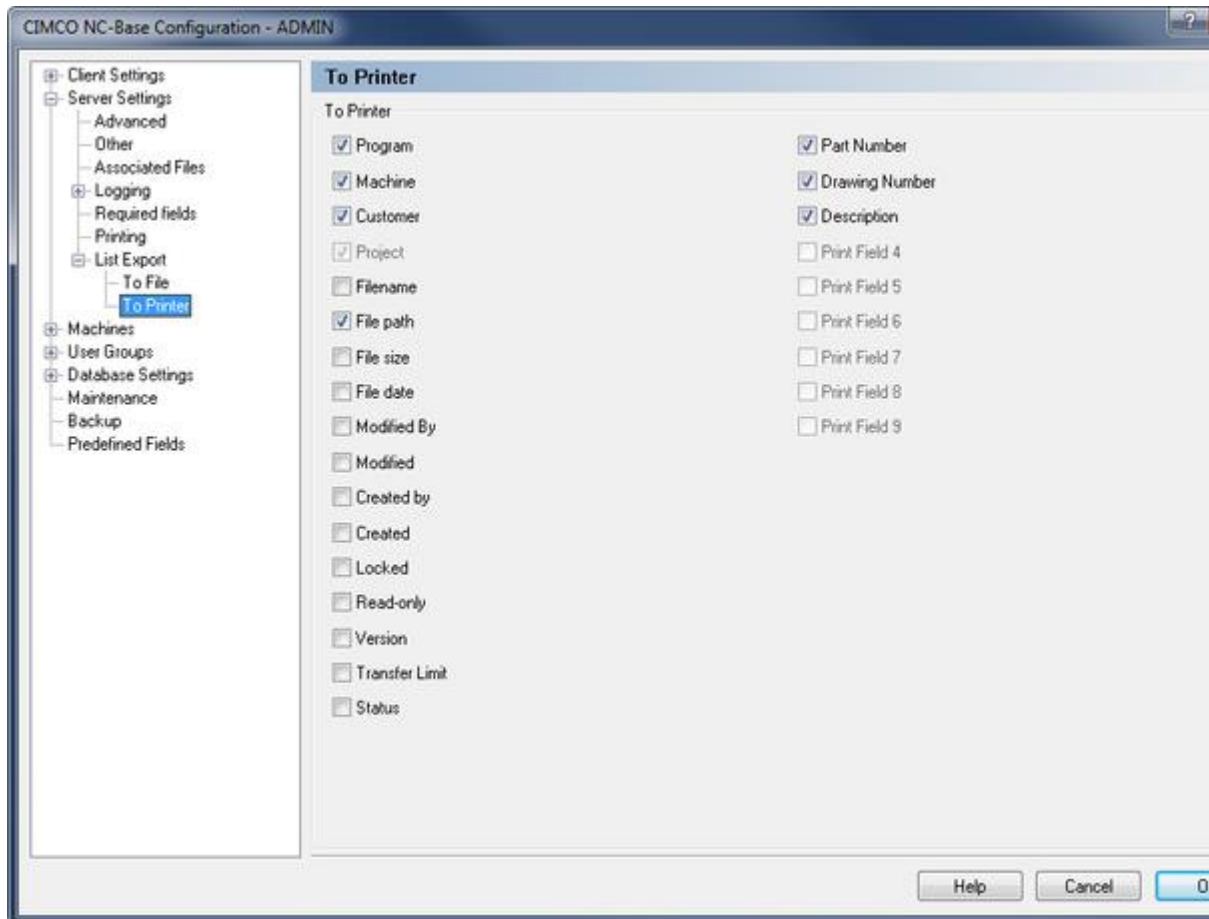 CIMCO NC-Base Configuration - ADMIN
?
Client Settings
Server Settings
Advanced
Other
Associated Files
Logging
Required fields
Printing
List Export
To File
To Printer
Machines
User Groups
Database Settings
Maintenance
Backup
Predefined Fields
To Printer
To Printer
Program
Machine
Customer
Project
Filename
File path
File size
File date
Modified By
Modified
Created by
Created
Locked
Read-only
Version
Transfer Limit
Status
Part Number
Drawing Number
Description
Print Field 4
Print Field 5
Print Field 6
Print Field 7
Print Field 8
Print Field 9
Help
Cancel